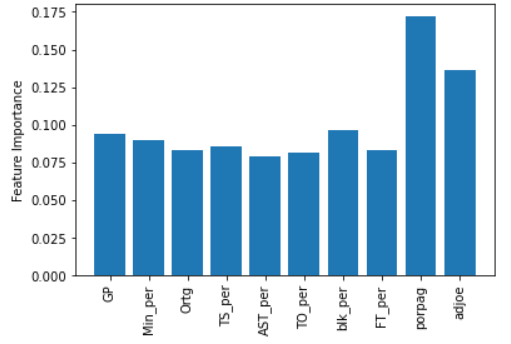 0.175
0.150
0.125
0.100
0.075
0.050
0.025
0.000
Feature Importance
GP
Min_per
Ortg
TS_per
AST_per
TO_per
blk_per
FT_per
porpag
adjoe